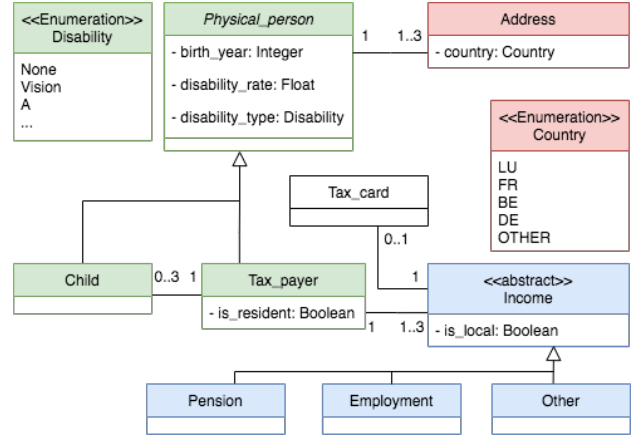 <<Enumeration>>
Disability
None
Vision
A
...
Physical_person
- birth_year: Integer
- disability_rate: Float
- disability_type: Disability
1
1..3
Address
- country: Country
<<Enumeration>>
Country
LU
FR
BE
DE
OTHER
Tax_card
0..1
1
Child
0..3
1
Tax_payer
- is_resident: Boolean
1
1..3
<<abstract>>
Income
- is_local: Boolean
Pension
Employment
Other